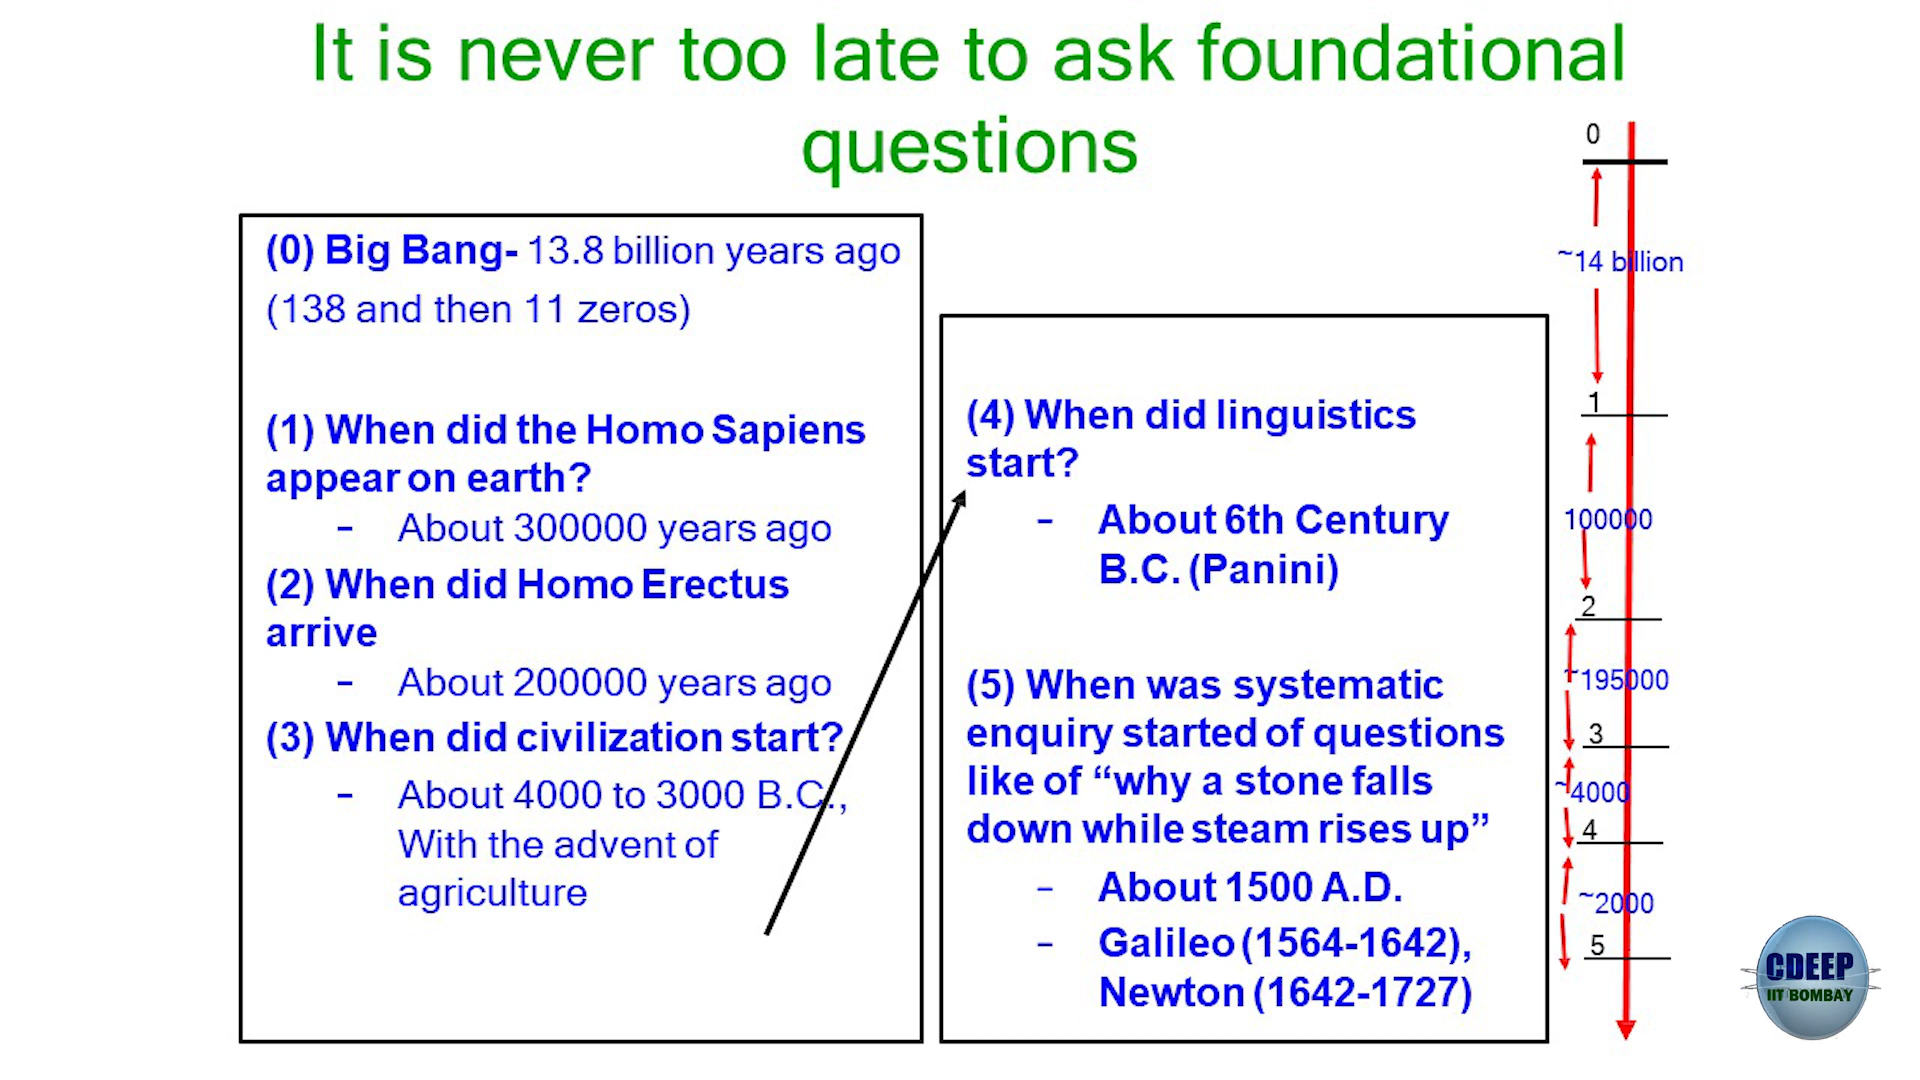 It is never too late to ask foundational
questions
(0) Big Bang- 13.8 billion years ago
(138 and then 11 zeros)
(1) When did the Homo Sapiens
appear on earth?
- About 300000 years ago
(2) When did Homo Erectus
arrive
- About 200000 years ago
(3) When did civilization start?
- About 4000 to 3000 B.C.,
With the advent of
agriculture
(4) When did linguistics
start?
- About 6th Century
B.C. (Panini)
(5) When was systematic
enquiry started of questions
like of “why a stone falls
down while steam rises up”
- About 1500 A.D.
- Galileo (1564-1642),
Newton (1642-1727)
0
~14 billion
1
100000
2
~195000
3
~4000
4
~2000
5
CDEEP
IIT BOMBAY